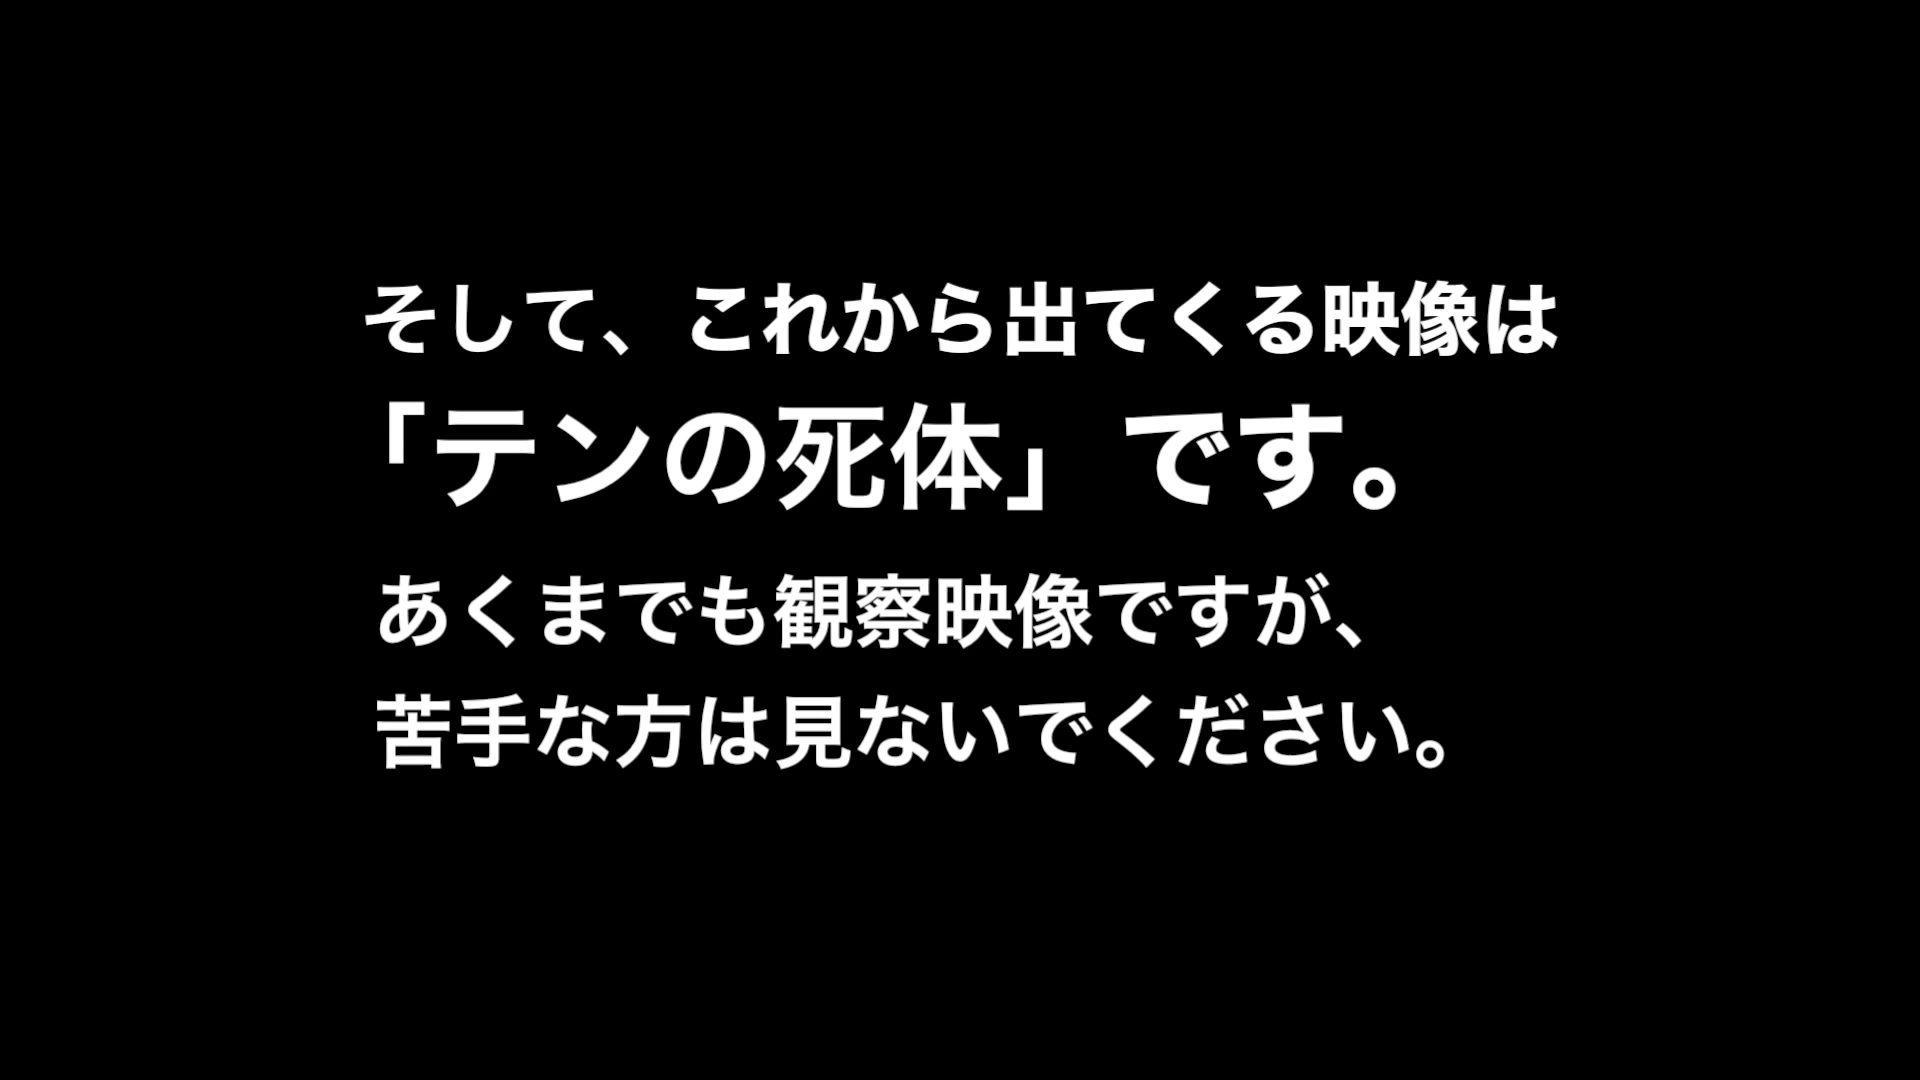 そして、これから出てくる映像は
「テンの死体」です。
あくまでも観察映像ですが、
苦手な方は見ないでください。